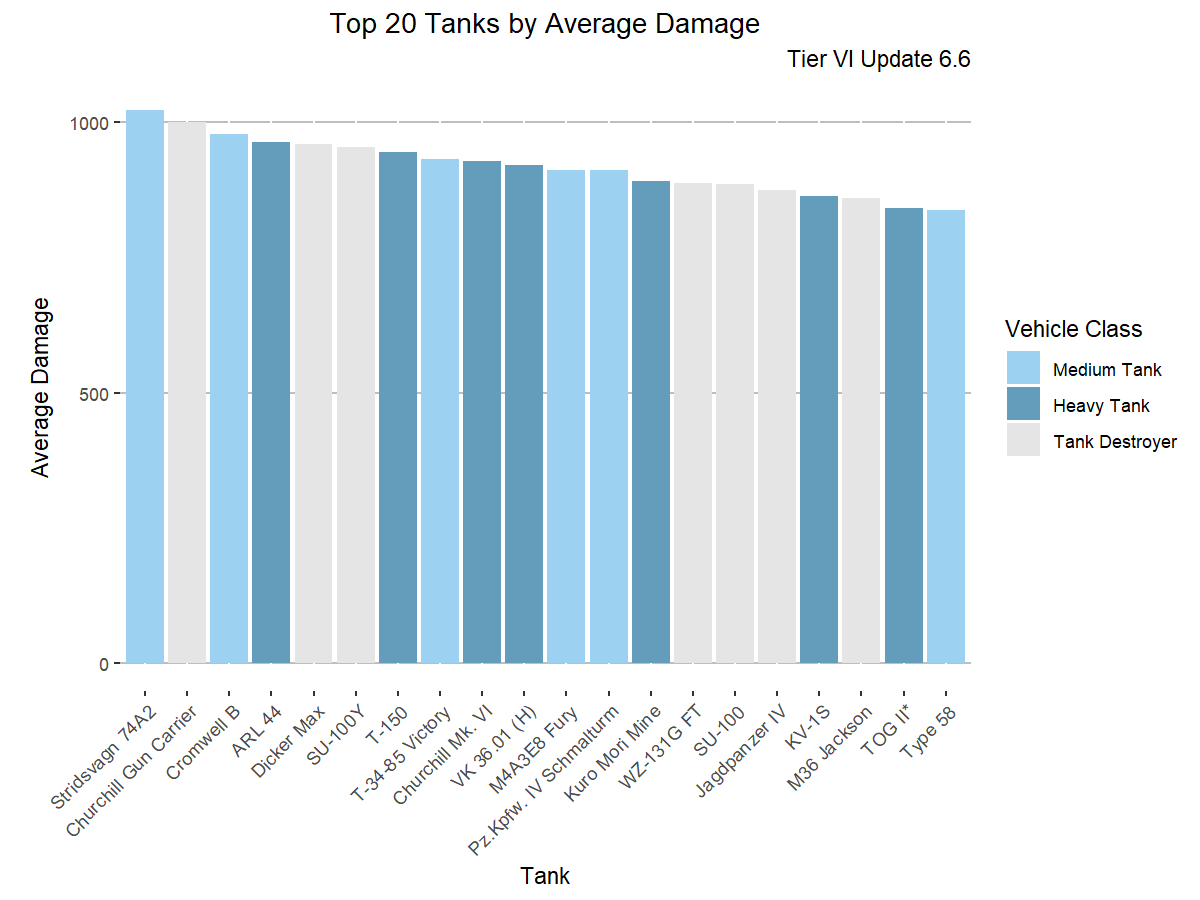 Top 20 Tanks by Average Damage
Tier VI Update 6.6
1000
500
0
Average Damage
Stridsvagn 74A2
Churchill Gun Carrier
Cromwell B
ARL 44
Dicker Max
SU-100Y
T-150
T-34-85 Victory
Churchill Mk. VI
VK 36.01 (H)
M4A3E8 Fury
Pz.Kpfw. IV Schmalturm
Kuro Mori Mine
WZ-131G FT
SU-100
Jagdpanzer IV
KV-1S
M36 Jackson
TOG II*
Type 58
Tank
Vehicle Class
Medium Tank
Heavy Tank
Tank Destroyer